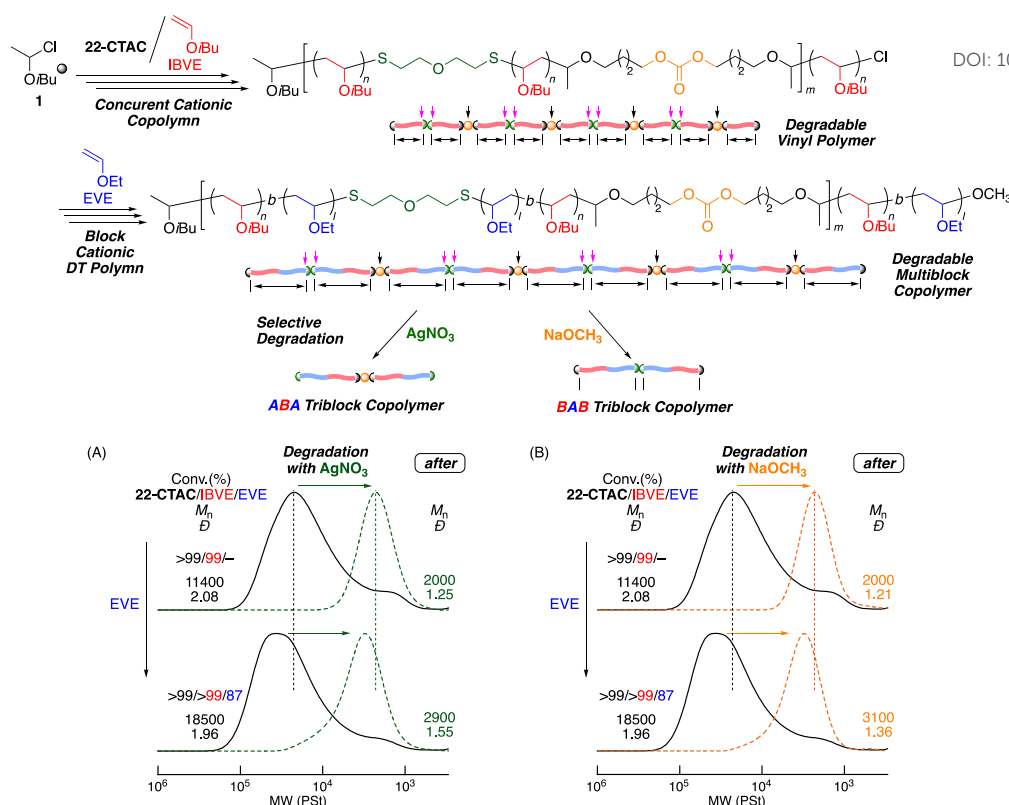 Cl
OiBu
1
22-CTAC
OiBu
IBVE
Concurent Cationic
Copolymn
OiBu
n
OiBu
S
O
S
n
OiBu
O
2
O
O
O
2
O
m
n
OiBu
Cl
DOI: 10
Degradable
Vinyl Polymer
OEt
EVE
Block
Cationic
DT Polymn
OiBu
n
OiBu
b
l
OEt
S
O
S
l
OEt
b
n
OiBu
O
2
O
O
O
2
O
m
n
OiBu
b
l
OEt
OCH3
Degradable
Multiblock
Copolymer
Selective
Degradation
AgNO3
NaOCH3
ABA Triblock Copolymer
BAB Triblock Copolymer
(A)
Degradation
with AgNO3
after
Conv.(%)
22-CTAC/IBVE/EVE
Mn
Đ
Mn
Đ
>99/99/–
11400
2.08
2000
1.25
EVE
>99/>99/87
18500
1.96
2900
1.55
10^6
10^5
10^4
10^3
MW (PSt)
(B)
Degradation
with NaOCH3
after
Conv.(%)
22-CTAC/IBVE/EVE
Mn
Đ
Mn
Đ
>99/99/–
11400
2.08
2000
1.21
EVE
>99/>99/87
18500
1.96
3100
1.36
10^6
10^5
10^4
10^3
MW (PSt)